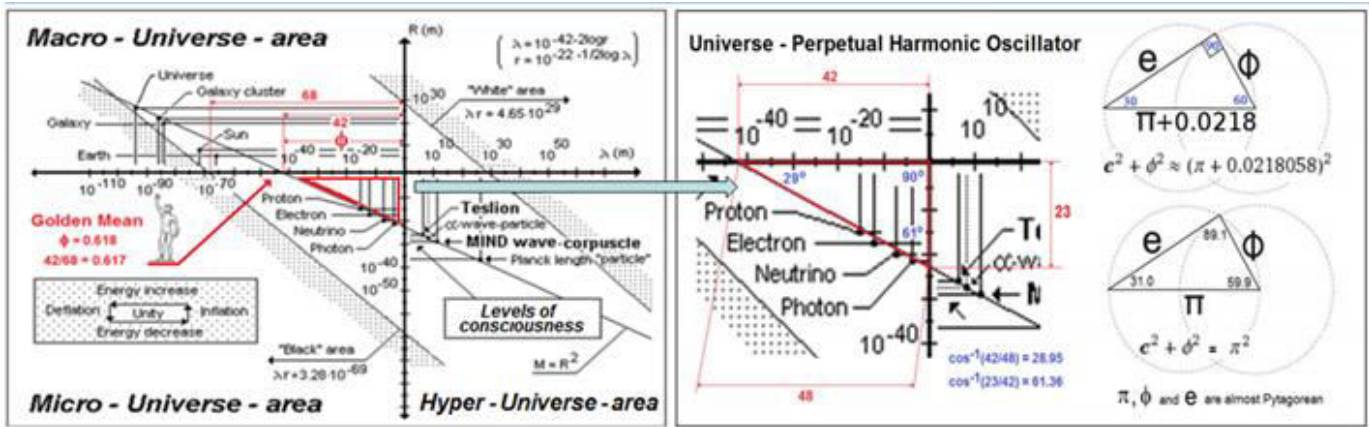 Macro - Universe - area
R (m)
λ=10^-42-2logr
r=10^-22 -1/2log λ
Universe
Galaxy cluster
68
Galaxy
10^30
"White" area
λ r = 4.65·10^29
42
Φ
Sun
Earth
10^-40
10^-20
10
10^30
10^50
λ (m)
10^-110
10^-90
10^-70
Golden Mean
Φ = 0.618
42/68 = 0.617
Proton
Electron
Neutrino
Photon
Teslion
α-wave-particle
MIND wave-corpuscle
Planck length-"particle"
10^-40
10^-50
Energy increase
Deflation
Unity
Inflation
Energy decrease
Levels of
consciousness
"Black" area
λ r=3.28·10^-69
M = R^2
Micro - Universe - area
Hyper - Universe-area
Universe - Perpetual Harmonic Oscillator
42
10^-40
10^-20
10
10
29°
90°
Proton
61°
23
Electron
Neutrino
Photon
10^-40
cos^-1(42/48) = 28.95
cos^-1(23/42) = 61.36
48
e
90
Φ
30
60
Π+0.0218
e^2 + ϕ^2 ≈ (π + 0.0218058)^2
e
89.1
Φ
31.0
59.9
Π
e^2 + ϕ^2 = π^2
π, ϕ and e are almost Pytagorean